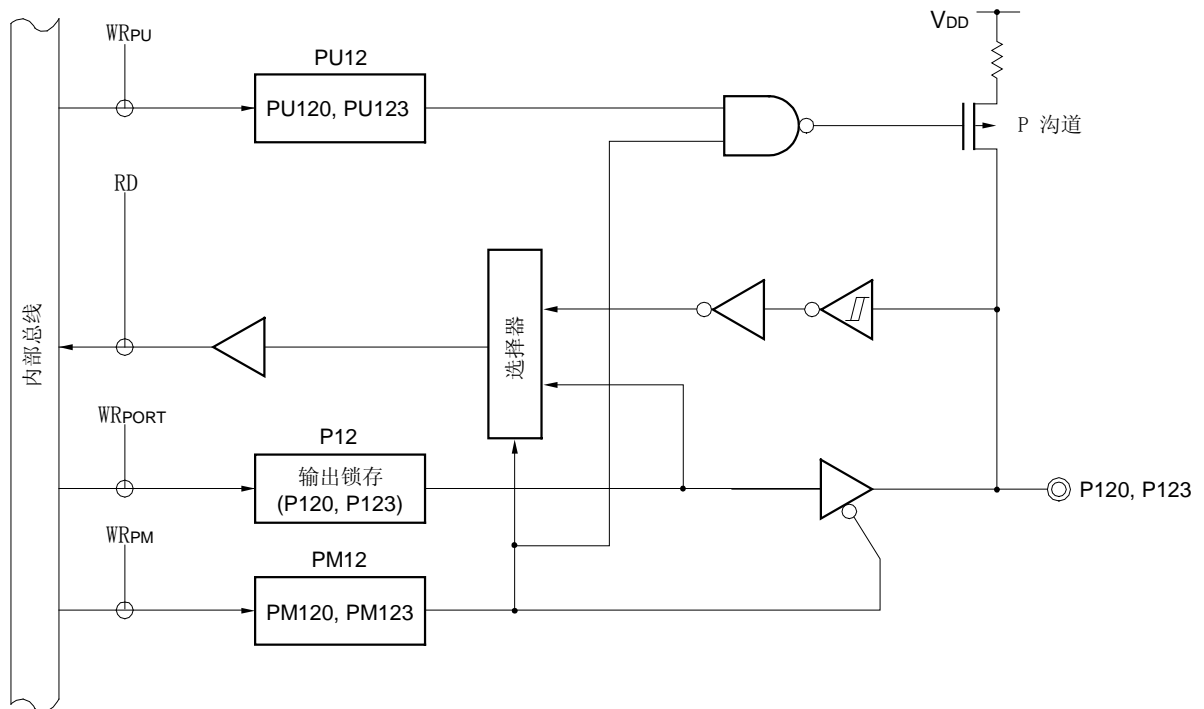 WRPU
VDD
PU12
PU120, PU123
P 沟道
RD
内部总线
选择器
WRPORT
P12
输出锁存
(P120, P123)
P120, P123
WRPM
PM12
PM120, PM123